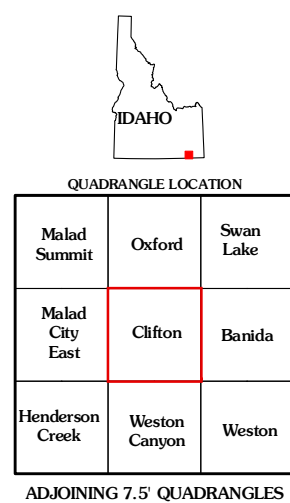 IDAHO
QUADRANGLE LOCATION
Malad
Summit
Oxford
Swan
Lake
Malad
City
East
Clifton
Banida
Henderson
Creek
Weston
Canyon
Weston
ADJOINING 7.5' QUADRANGLES